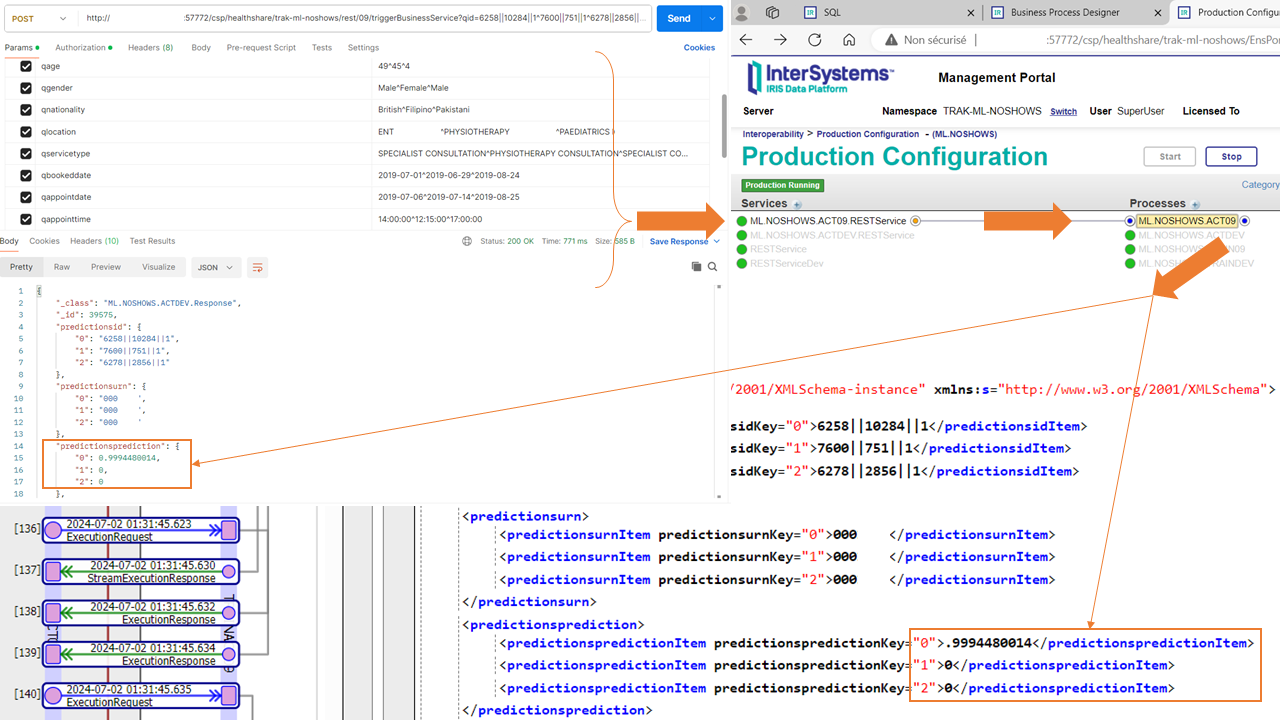 POST http:// :57772/csp/healthshare/trak-ml-noshows/rest/09/triggerBusinessService?qid=6258||10284||1^7600||751||1^6278||2856||... Send
Params Authorization Headers (8) Body Pre-request Script Tests Settings Cookies
qage 49^45^4
qgender Male^Female^Male
qnationality British^Filipino^Pakistani
qlocation ENT ^PHYSIOTHERAPY ^PAEDIATRICS
qservicetype SPECIALIST CONSULTATION^PHYSIOTHERAPY CONSULTATION^SPECIALIST CO...
qbookeddate 2019-07-01^2019-06-29^2019-08-24
qappointdate 2019-07-06^2019-07-14^2019-08-25
qappointtime 14:00:00^12:15:00^17:00:00
Body Cookies Headers (10) Test Results Status: 200 OK Time: 771 ms Size: 585 B Save Response
Pretty Raw Preview Visualize JSON
1 {
2 "_class": "ML.NOSHOWS.ACTDEV.Response",
3 "_id": 39575,
4 "predictionsid": {
5 "0": "6258||10284||1",
6 "1": "7600||751||1",
7 "2": "6278||2856||1"
8 },
9 "predictionsurn": {
10 "0": "000 ',
11 "1": "000 ',
12 "2": "000 '
13 },
14 "predictionsprediction": {
15 "0": 0.9994480014,
16 "1": 0,
17 "2": 0
18 },
SQL Business Process Designer Production Configu
Non sécurisé :57772/csp/healthshare/trak-ml-noshows/EnsPor
InterSystems
IRIS Data Platform
Management Portal
Server Namespace TRAK-ML-NOSHOWS Switch User SuperUser Licensed To
Interoperability > Production Configuration - (ML.NOSHOWS)
Production Configuration Start Stop
Production Running Category
Services Processes
ML.NOSHOWS.ACT09.RESTService ML.NOSHOWS.ACT09
ML.NOSHOWS.ACTDEV.RESTService ML.NOSHOWS.ACTDEV
RESTService ML.NOSHOWS. N09
RESTServiceDev ML.NOSHOWS. RAINDEV
/2001/XMLSchema-instance" xmlns:s="http://www.w3.org/2001/XMLSchema">
sidKey="0">6258||10284||1</predictionsidItem>
sidKey="1">7600||751||1</predictionsidItem>
sidKey="2">6278||2856||1</predictionsidItem>
<predictionsurn>
<predictionsurnItem predictionsurnKey="0">000 </predictionsurnItem>
<predictionsurnItem predictionsurnKey="1">000 </predictionsurnItem>
<predictionsurnItem predictionsurnKey="2">000 </predictionsurnItem>
</predictionsurn>
<predictionsprediction>
<predictionspredictionItem predictionspredictionKey="0">.9994480014</predictionspredictionItem>
<predictionspredictionItem predictionspredictionKey="1">0</predictionspredictionItem>
<predictionspredictionItem predictionspredictionKey="2">0</predictionspredictionItem>
</predictionsprediction>
[136] 2024-07-02 01:31:45.623
ExecutionRequest
[137] 2024-07-02 01:31:45.630
StreamExecutionResponse
[138] 2024-07-02 01:31:45.632
ExecutionResponse
[139] 2024-07-02 01:31:45.634
ExecutionResponse
[140] 2024-07-02 01:31:45.635
ExecutionRequest